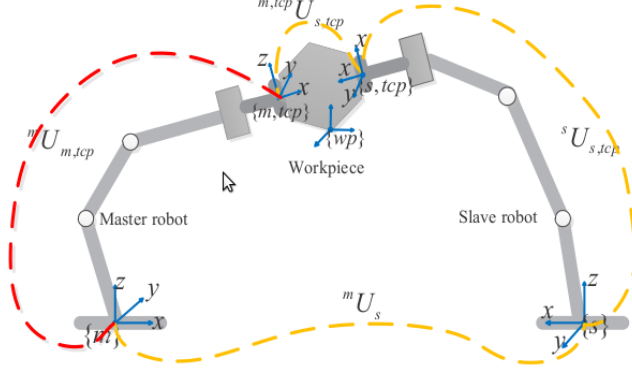 m,tcp U s,tcp
z y x
x x y
{m,tcp} {s,tcp}
{wp}
m U m,tcp
s U s,tcp
Workpiece
Master robot
Slave robot
z y x
{m}
m U s
z x y
{s}